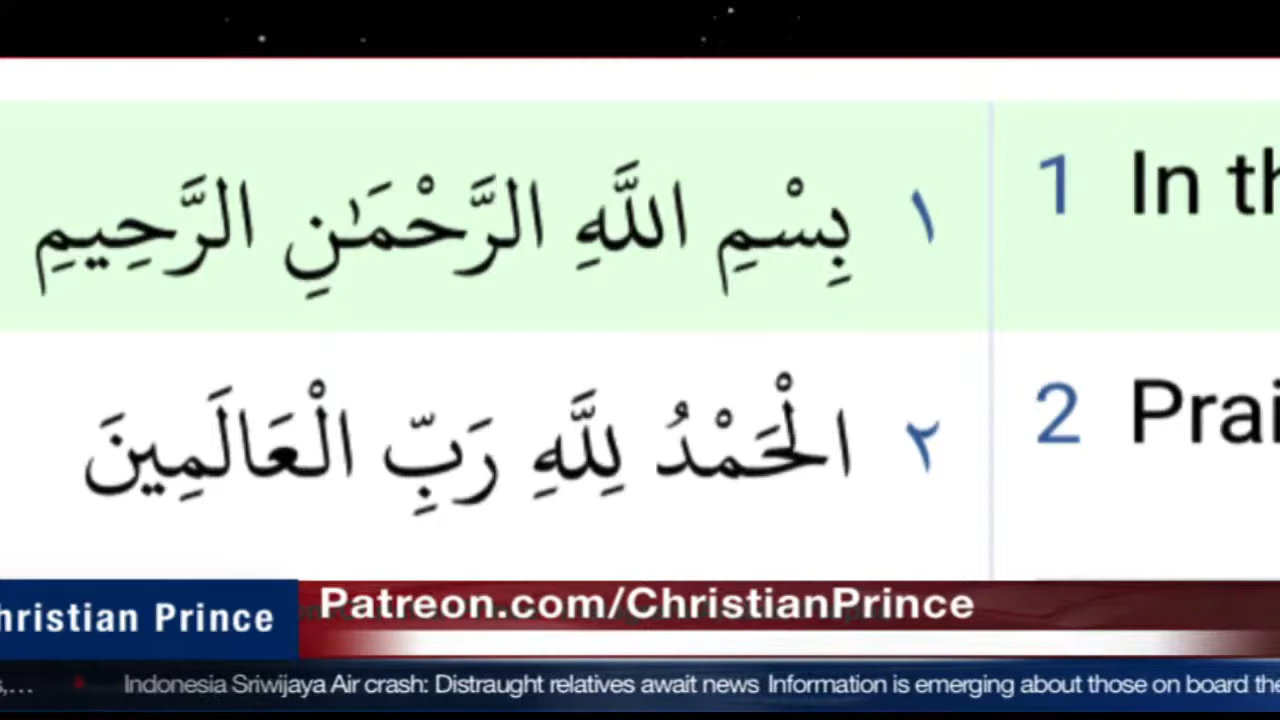 بِسْمِ اللَّهِ الرَّحْمَٰنِ الرَّحِيمِ ١
1 In th
الْحَمْدُ لِلَّهِ رَبِّ الْعَالَمِينَ ٢
2 Prai
hristian Prince
Patreon.com/ChristianPrince
s,... Indonesia Sriwijaya Air crash: Distraught relatives await news Information is emerging about those on board the